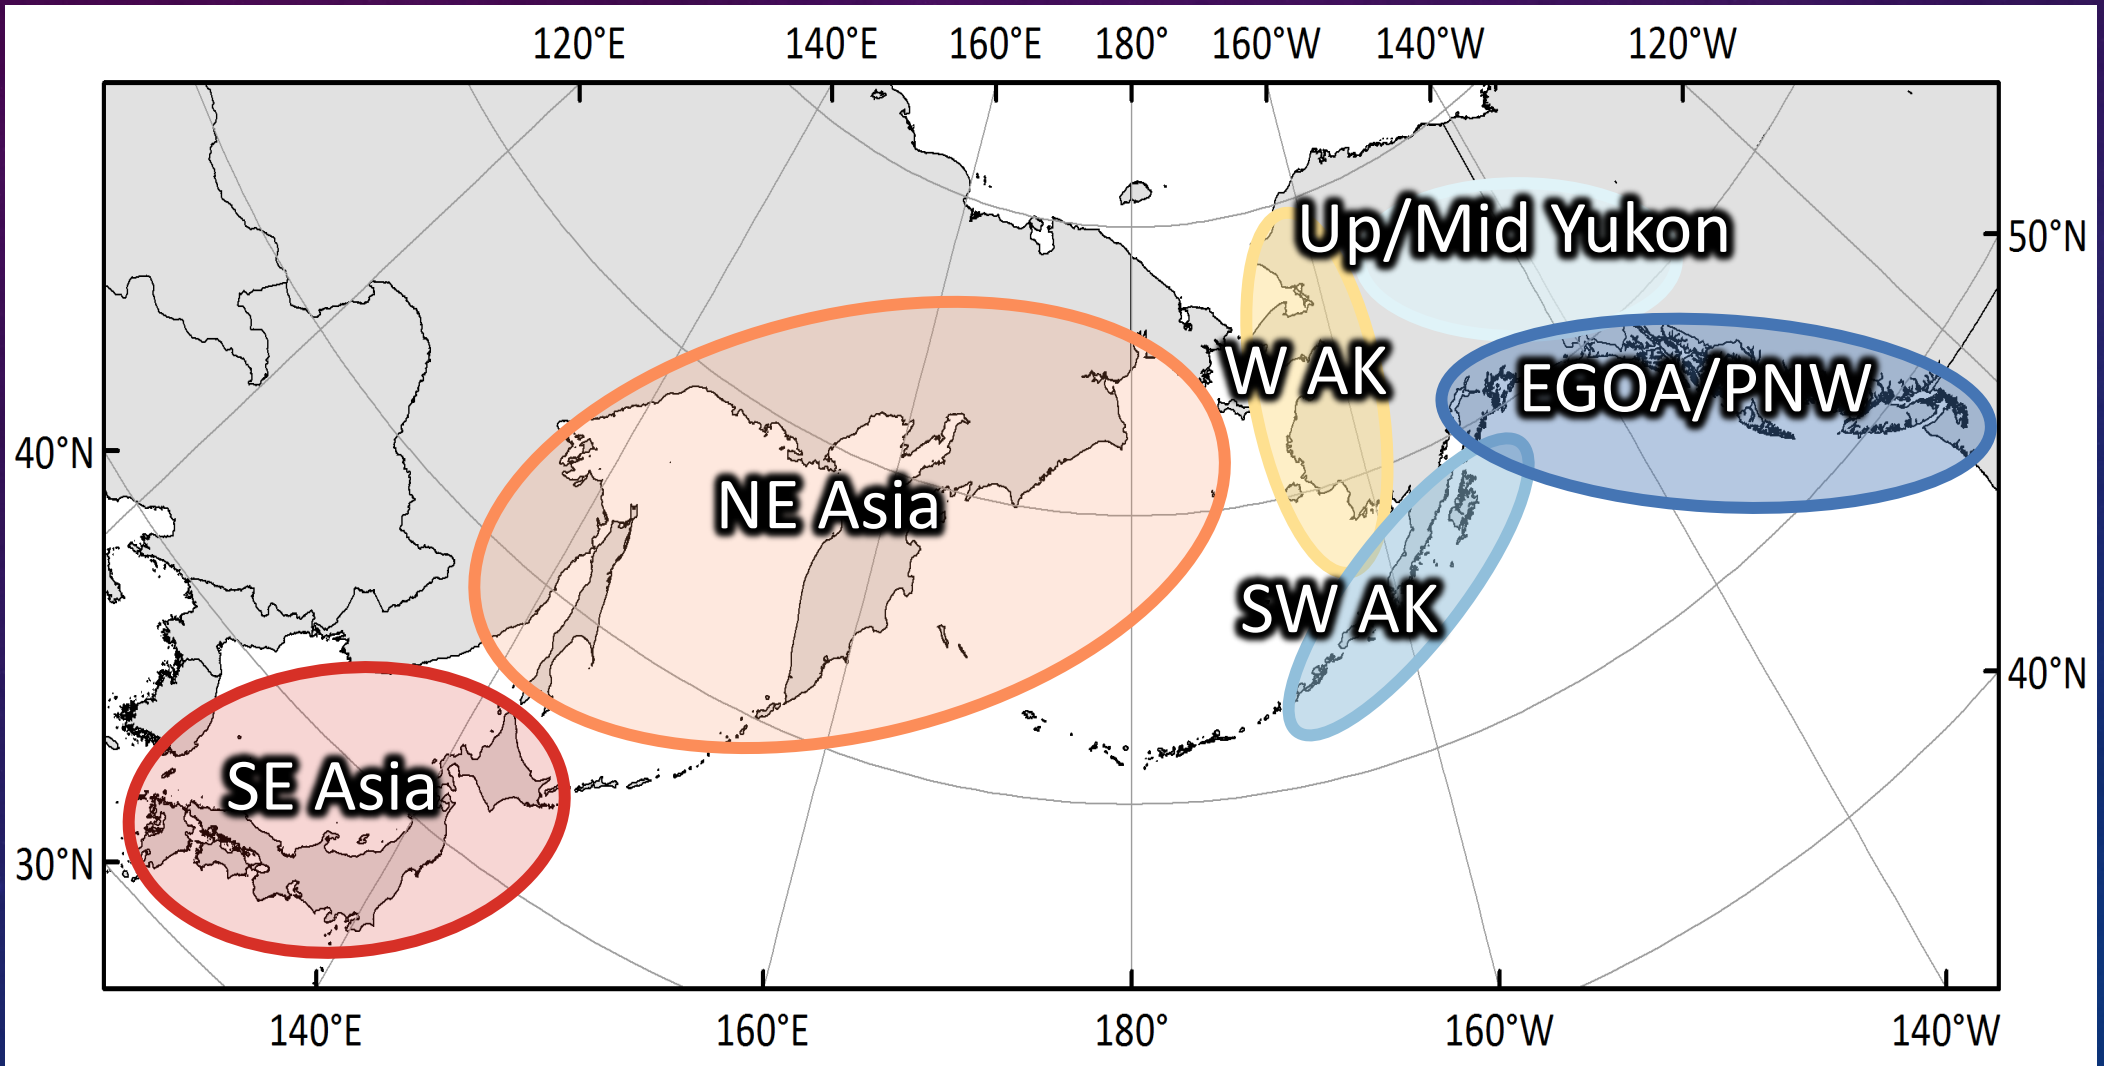 120°E 140°E 160°E 180° 160°W 140°W 120°W
Up/Mid Yukon
50°N
W AK
EGOA/PNW
40°N
NE Asia
SW AK
40°N
SE Asia
30°N
140°E 160°E 180° 160°W 140°W